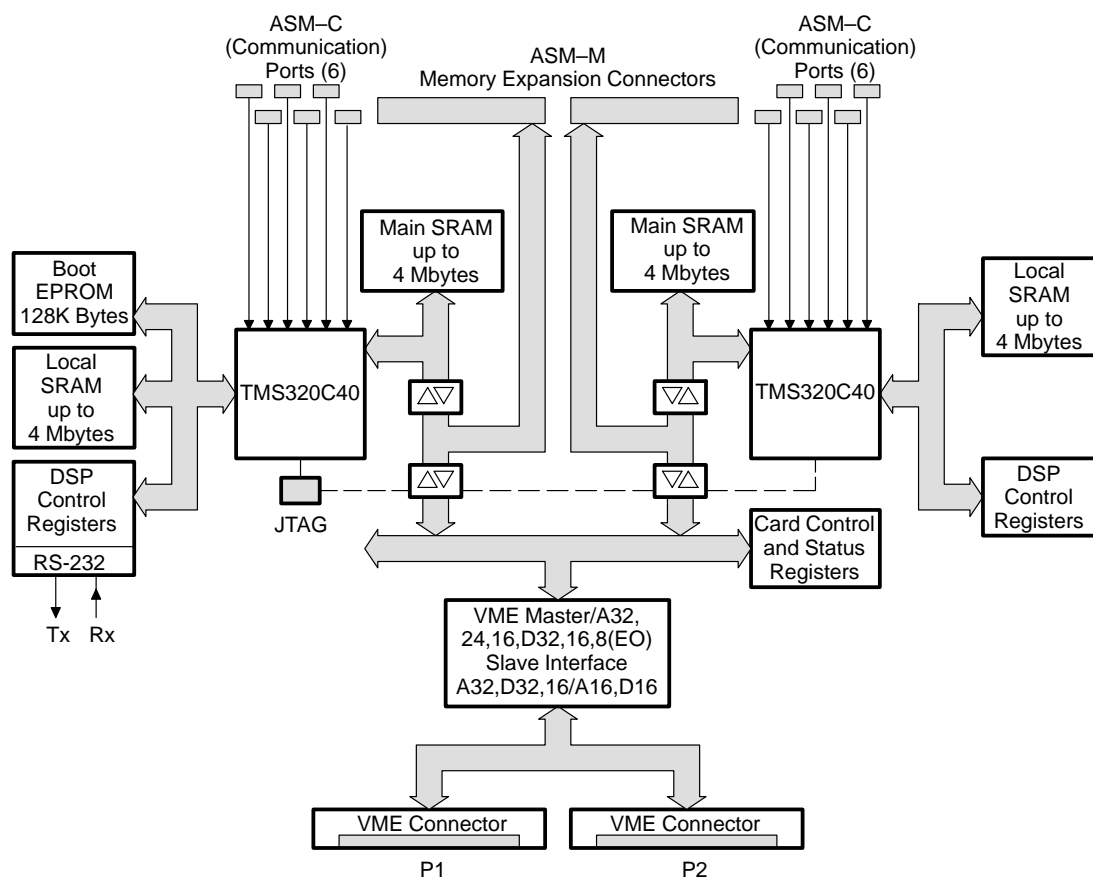 ASM–C
(Communication)
Ports (6)
ASM–M
Memory Expansion Connectors
ASM–C
(Communication)
Ports (6)
Main SRAM
up to
4 Mbytes
Main SRAM
up to
4 Mbytes
Boot
EPROM
128K Bytes
Local
SRAM
up to
4 Mbytes
DSP
Control
Registers
RS-232
Tx
Rx
TMS320C40
JTAG
TMS320C40
Local
SRAM
up to
4 Mbytes
DSP
Control
Registers
Card Control
and Status
Registers
VME Master/A32,
24,16,D32,16,8(EO)
Slave Interface
A32,D32,16/A16,D16
VME Connector
P1
VME Connector
P2